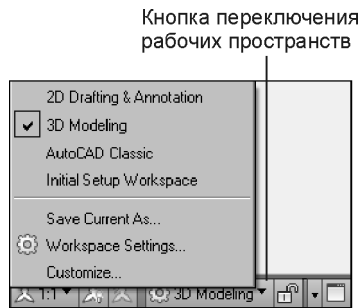 Кнопка переключения
рабочих пространств
2D Drafting & Annotation
3D Modeling
AutoCAD Classic
Initial Setup Workspace
Save Current As...
Workspace Settings...
Customize...
1:1 3D Modeling